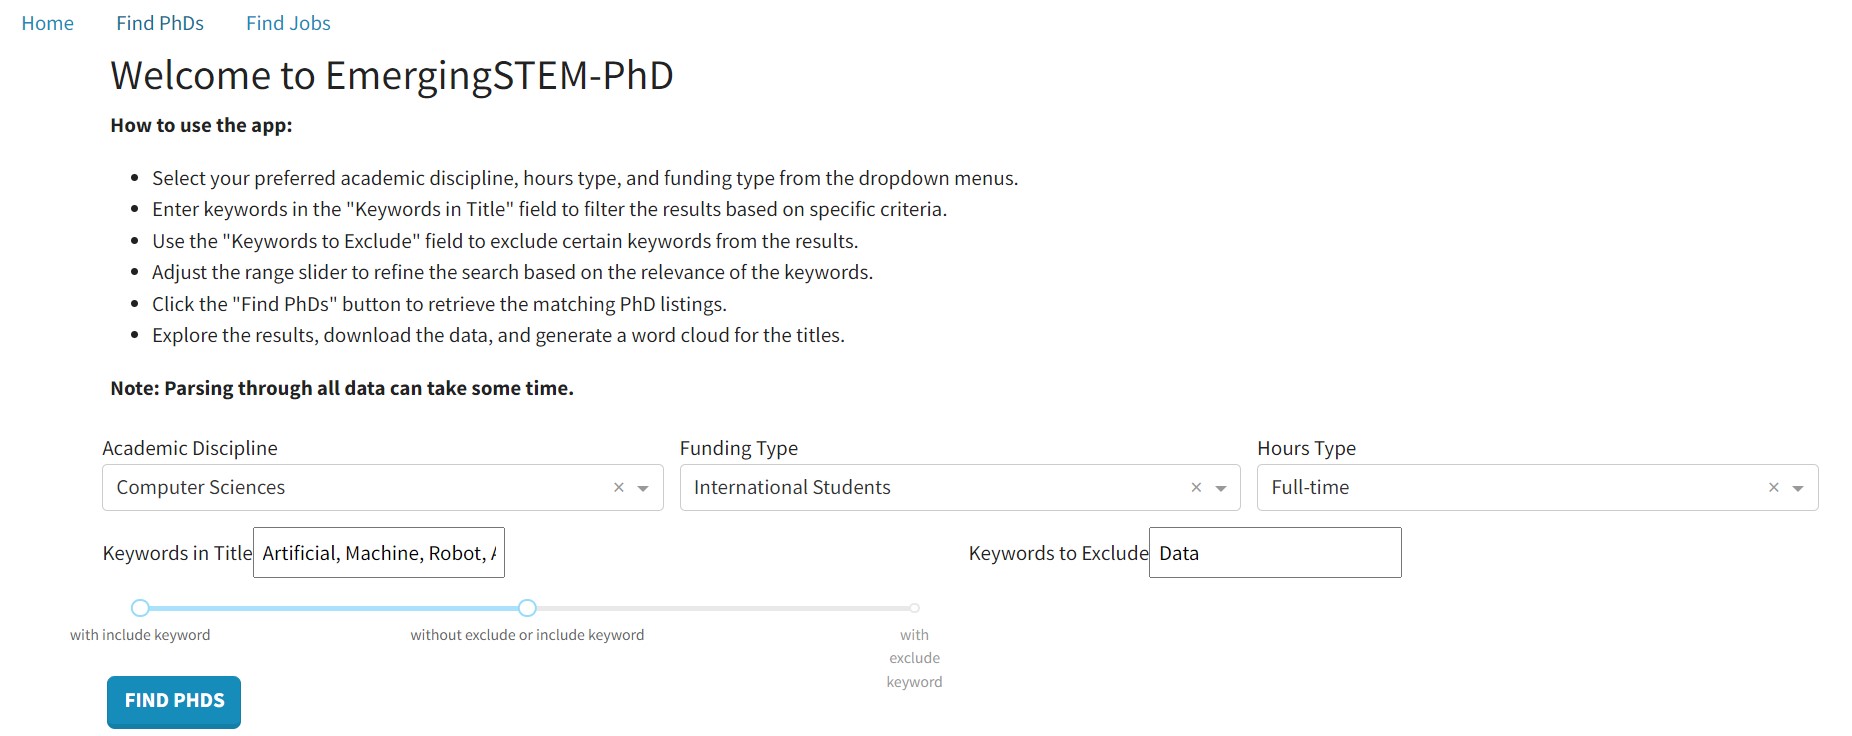 Home Find PhDs Find Jobs
Welcome to EmergingSTEM-PhD
How to use the app:
Select your preferred academic discipline, hours type, and funding type from the dropdown menus.
Enter keywords in the "Keywords in Title" field to filter the results based on specific criteria.
Use the "Keywords to Exclude" field to exclude certain keywords from the results.
Adjust the range slider to refine the search based on the relevance of the keywords.
Click the "Find PhDs" button to retrieve the matching PhD listings.
Explore the results, download the data, and generate a word cloud for the titles.
Note: Parsing through all data can take some time.
Academic Discipline Funding Type Hours Type
Computer Sciences × International Students × Full-time ×
Keywords in Title Artificial, Machine, Robot, Keywords to Exclude Data
with include keyword without exclude or include keyword with
exclude
keyword
FIND PHDS